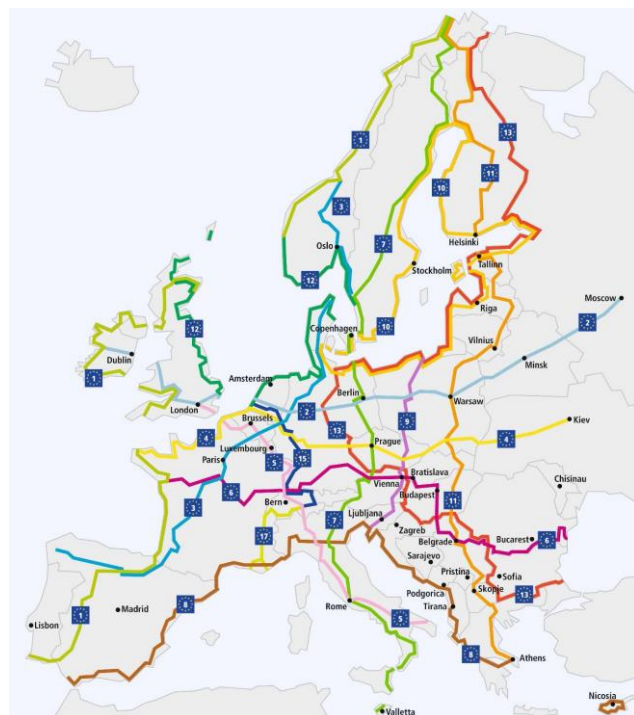 1
13
3
10
11
7
Oslo
Helsinki
12
Stockholm
Tallinn
Moscow
12
10
Riga
2
Copenhagen
Vilnius
Dublin
1
Minsk
Amsterdam
Berlin
London
2
Warsaw
Brussels
9
13
4
Kiev
4
Prague
Luxembourg
15
Paris
5
Chisinau
Vienna
Bratislava
6
Budapest
Bern
11
3
Ljubljana
7
Zagreb
17
Belgrade
Bucarest
6
Sarajevo
Pristina
Sofia
8
Podgorica
Skopje
13
Madrid
1
Rome
Tirana
5
Lisbon
8
Athens
Nicosia
Valletta